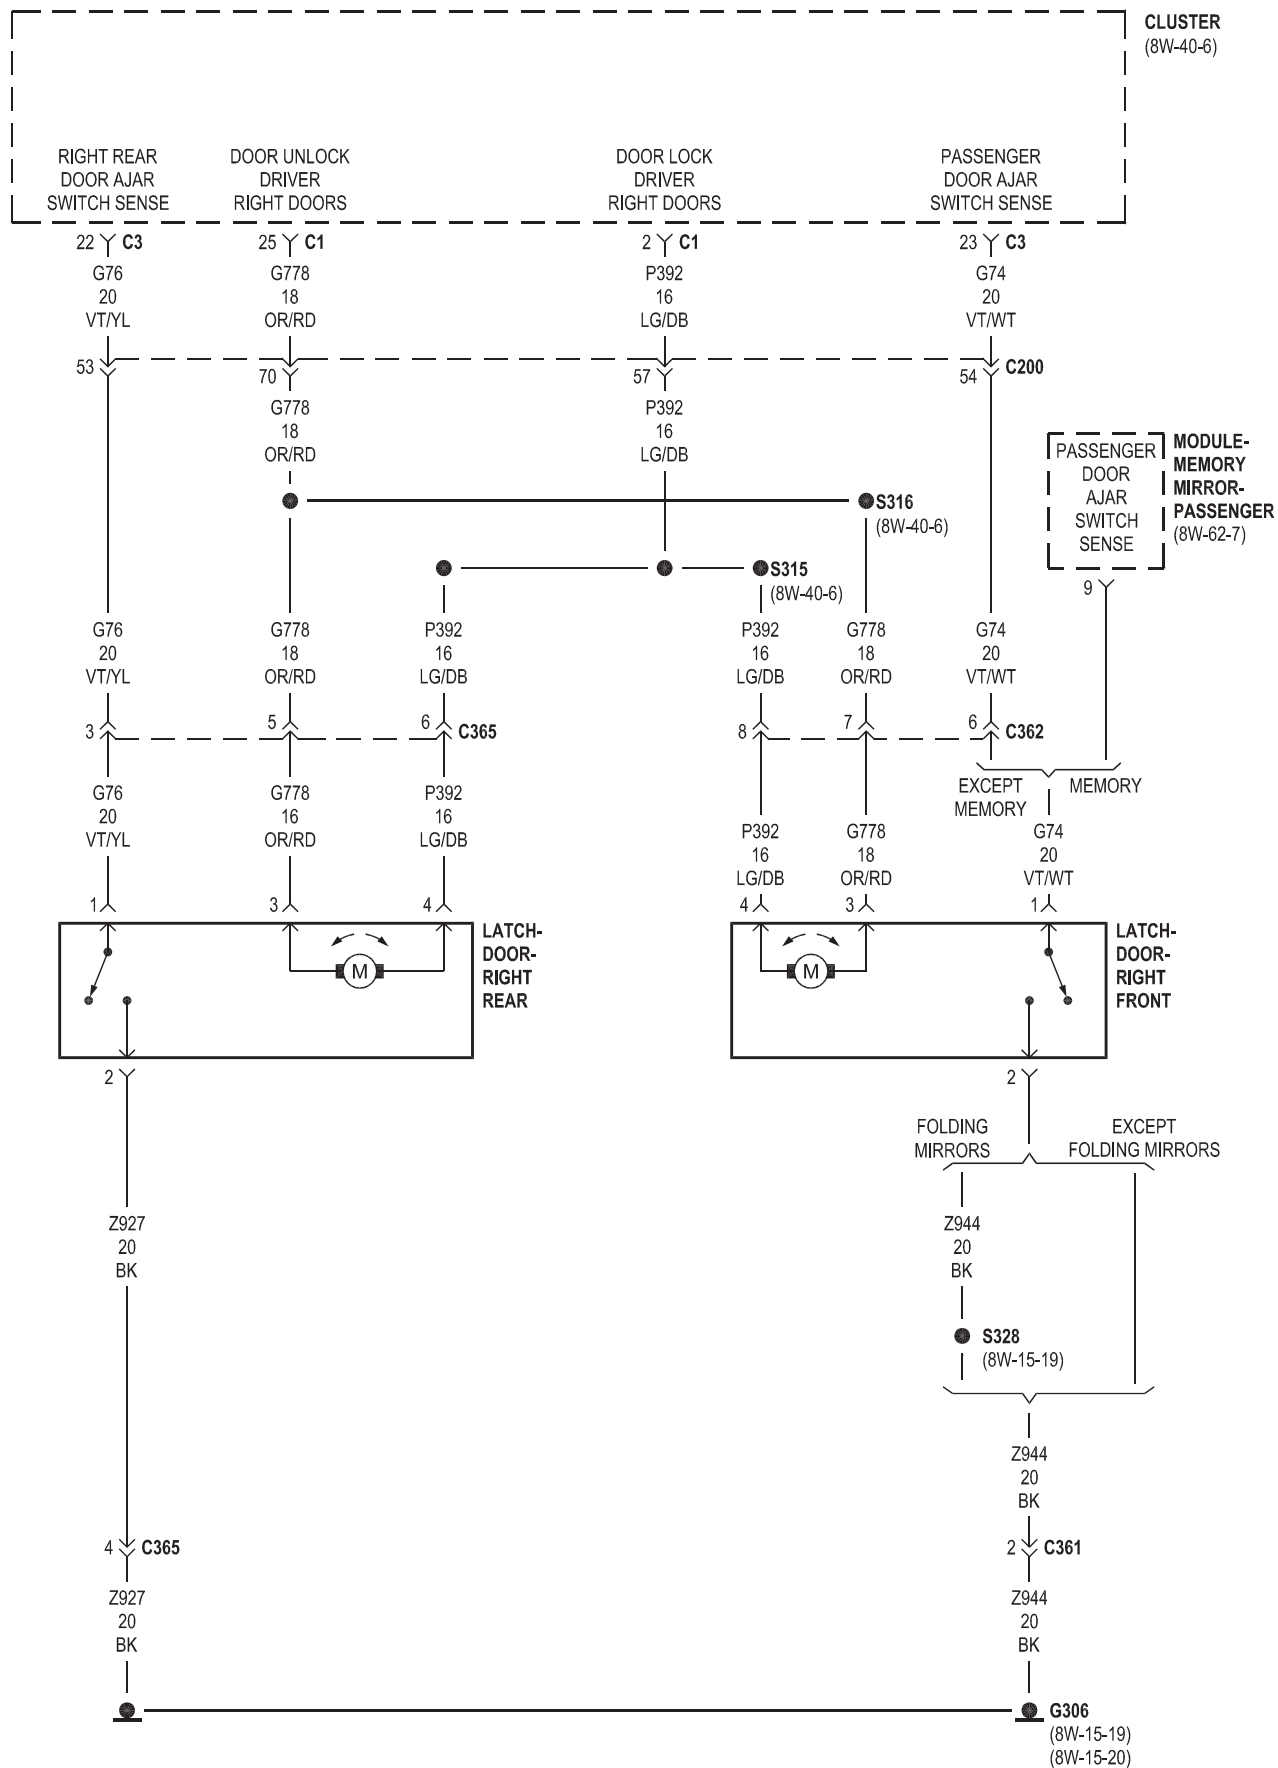 CLUSTER
(8W-40-6)
RIGHT REAR
DOOR AJAR
SWITCH SENSE
DOOR UNLOCK
DRIVER
RIGHT DOORS
DOOR LOCK
DRIVER
RIGHT DOORS
PASSENGER
DOOR AJAR
SWITCH SENSE
22 C3
25 C1
2 C1
23 C3
G76
20
VT/YL
G778
18
OR/RD
P392
16
LG/DB
G74
20
VT/WT
53
70
57
54
C200
G778
18
OR/RD
P392
16
LG/DB
PASSENGER
DOOR
AJAR
SWITCH
SENSE
MODULE-
MEMORY
MIRROR-
PASSENGER
(8W-62-7)
9
S316
(8W-40-6)
S315
(8W-40-6)
G76
20
VT/YL
G778
18
OR/RD
P392
16
LG/DB
P392
16
LG/DB
G778
18
OR/RD
G74
20
VT/WT
3
5
6
C365
8
7
6
C362
EXCEPT
MEMORY
MEMORY
G76
20
VT/YL
G778
16
OR/RD
P392
16
LG/DB
P392
16
LG/DB
G778
18
OR/RD
G74
20
VT/WT
1
3
4
4
3
1
M
LATCH-
DOOR-
RIGHT
REAR
M
LATCH-
DOOR-
RIGHT
FRONT
2
2
FOLDING
MIRRORS
EXCEPT
FOLDING MIRRORS
Z927
20
BK
Z944
20
BK
S328
(8W-15-19)
Z944
20
BK
4 C365
2 C361
Z927
20
BK
Z944
20
BK
G306
(8W-15-19)
(8W-15-20)